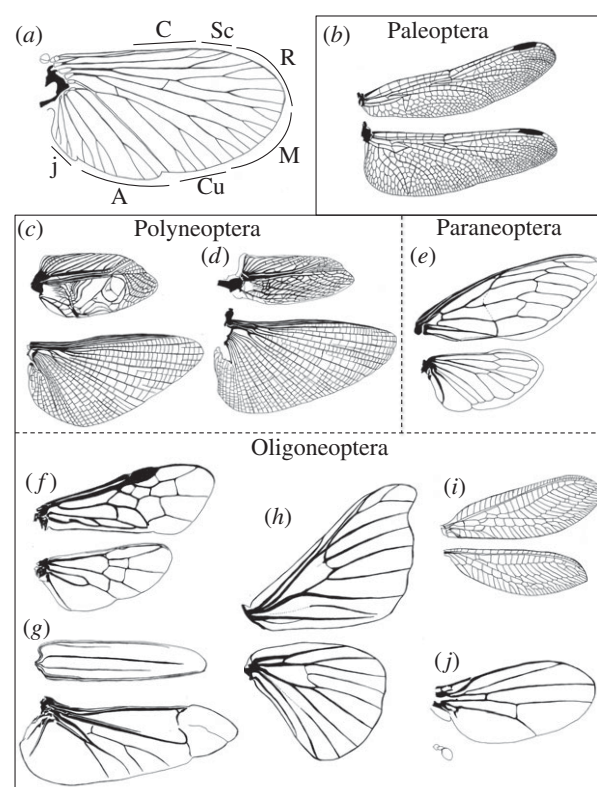 (a)
C
Sc
R
M
Cu
A
j
(b) Paleoptera
(c) Polyneoptera
(d)
Paraneoptera
(e)
Oligoneoptera
(f)
(h)
(i)
(g)
(j)